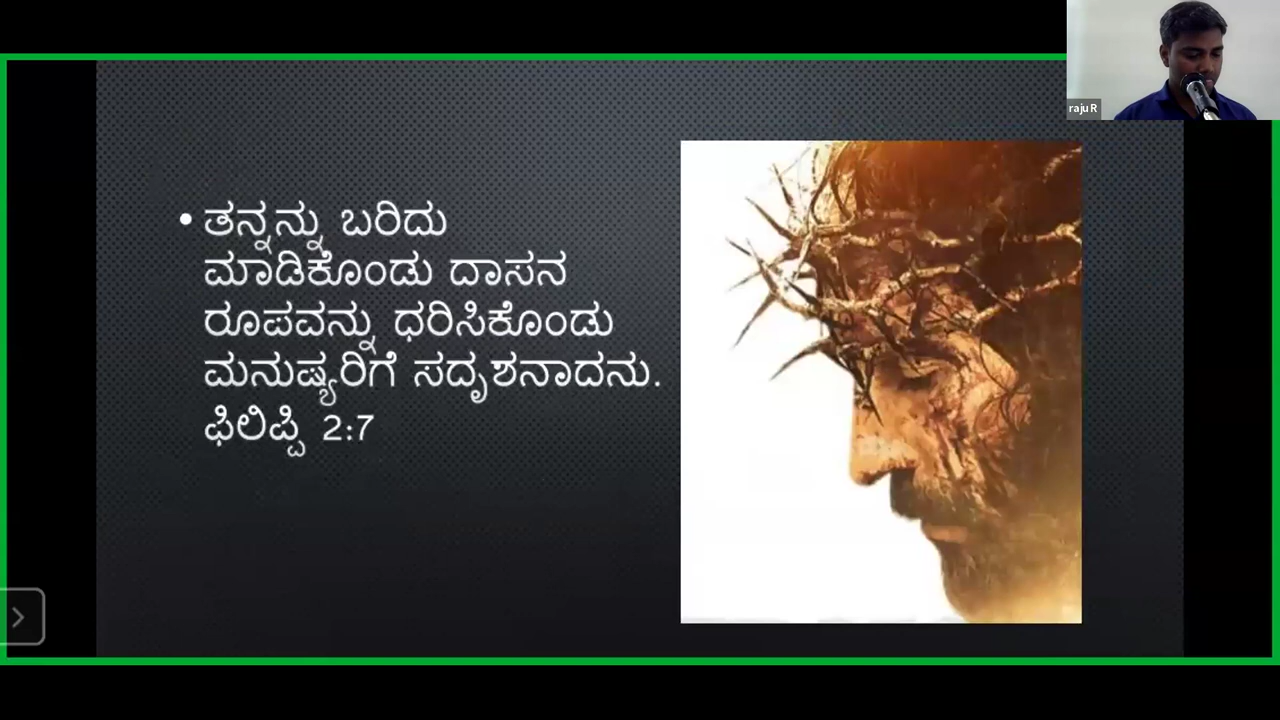 raju R
• ತನ್ನನ್ನು ಬರಿದು
ಮಾಡಿಕೊಂಡು ದಾಸನ
ರೂಪವನ್ನು ಧರಿಸಿಕೊಂಡು
ಮನುಷ್ಯರಿಗೆ ಸದೃಶನಾದನು.
ಫಿಲಿಪ್ಪಿ 2:7